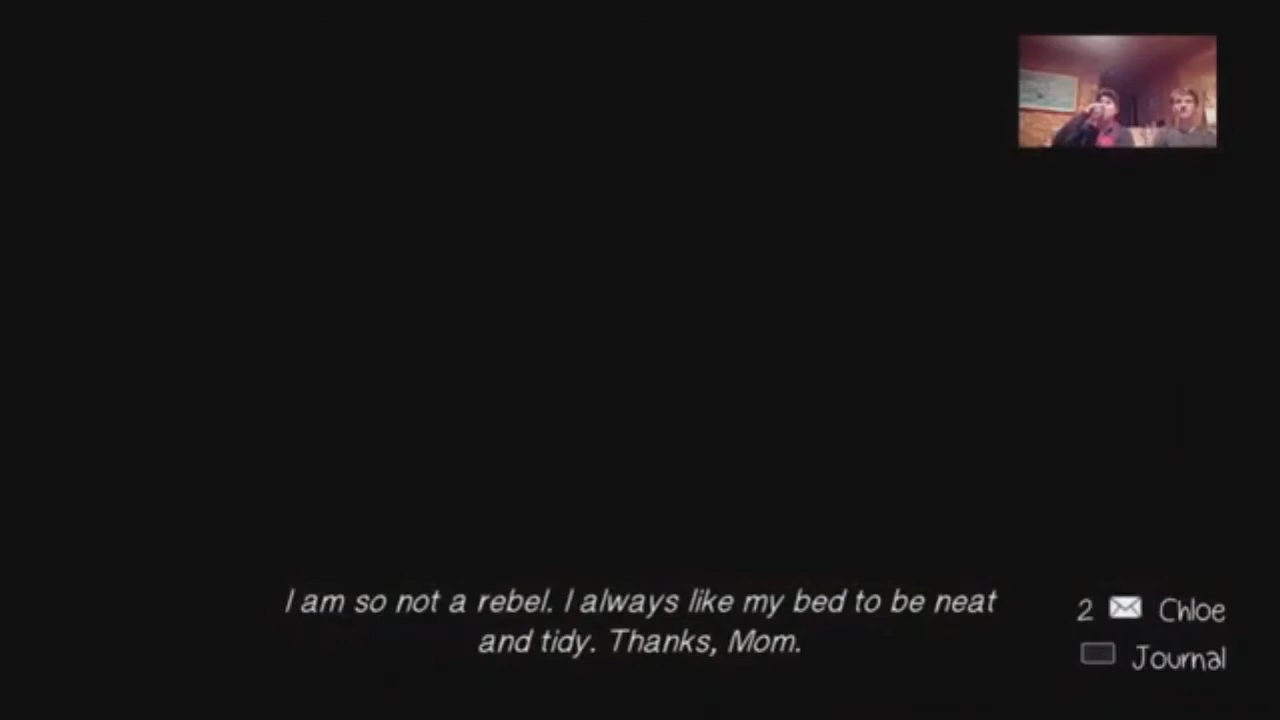 I am so not a rebel. I always like my bed to be neat
and tidy. Thanks, Mom.
2 Chloe
Journal